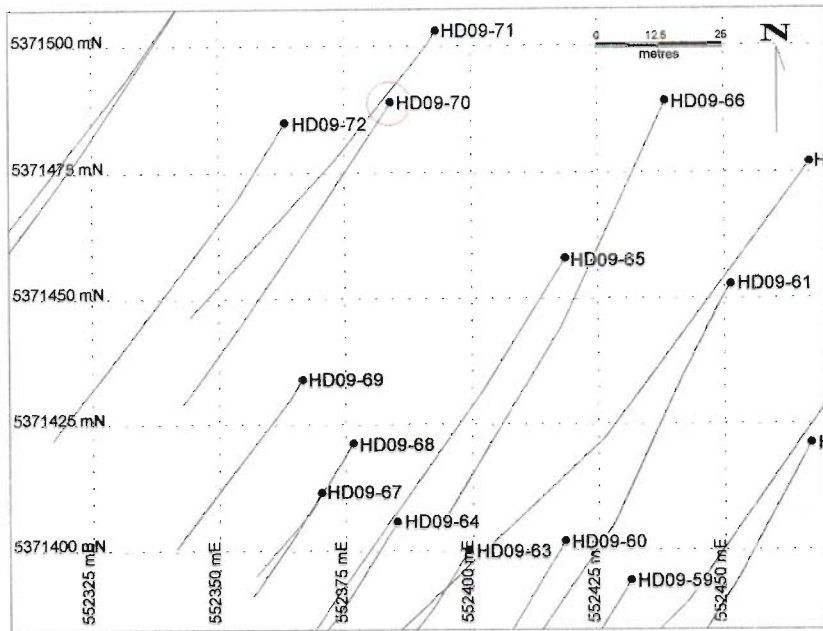 5371500 mN
HD09-71
0 12.5 25
metres
N
HD09-70
HD09-66
HD09-72
5371475 mN
H
HD09-65
HD09-61
5371450 mN
HD09-69
5371425 mN
HD09-68
H
HD09-67
HD09-64
HD09-60
HD09-63
5371400 mN
HD09-59
552325 mE
552350 mE
552375 mE
552400 mE
552425 mE
552450 mE